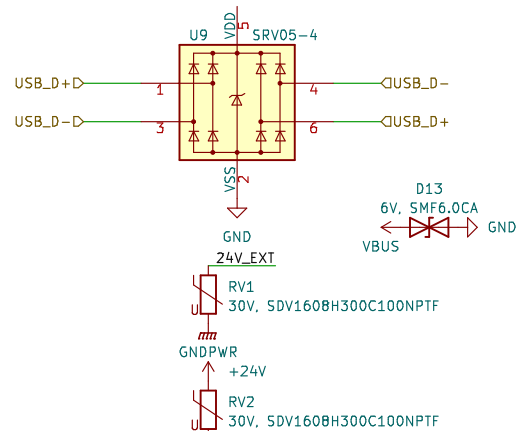 U9 SRV05-4
VDD
5
USB_D+ 1 4 USB_D-
USB_D- 3 6 USB_D+
VSS
2
GND
D13
6V, SMF6.0CA
VBUS GND
24V_EXT
RV1
30V, SDV1608H300C100NPTF
U
GNDPWR
+24V
RV2
30V, SDV1608H300C100NPTF
U